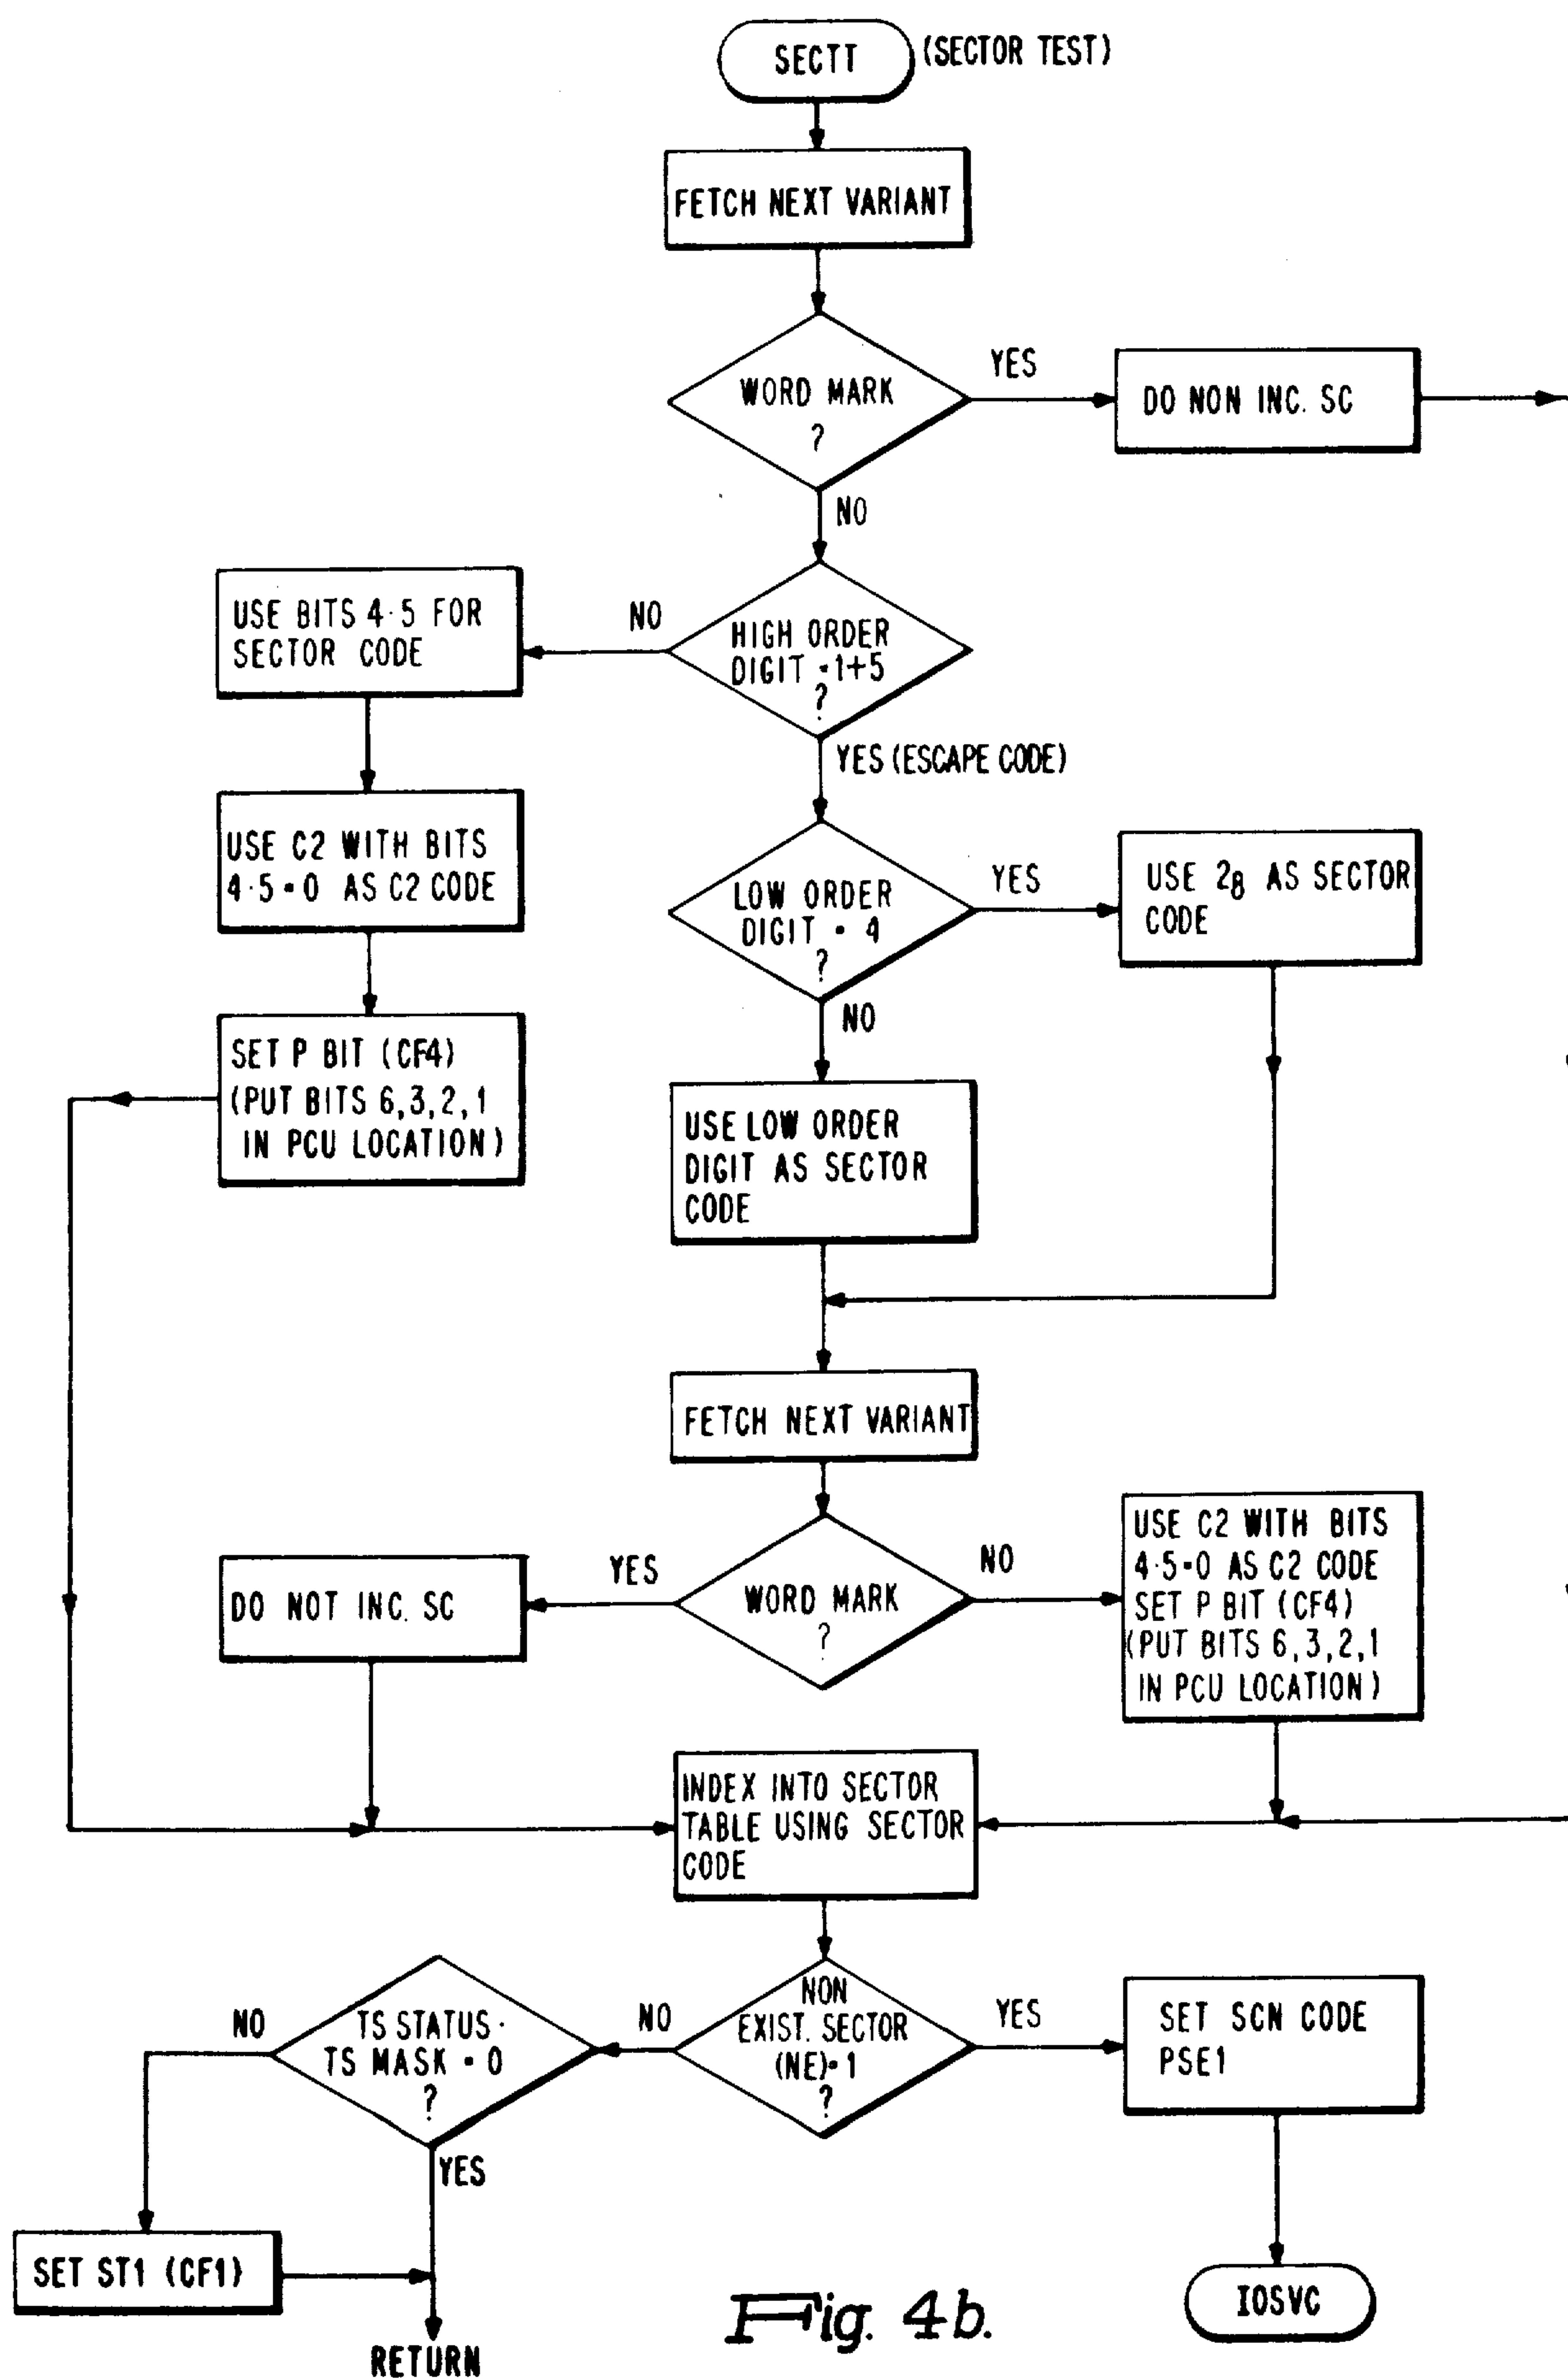 SECTT
(SECTOR TEST)
FETCH NEXT VARIANT
WORD MARK
?
YES
DO NON INC. SC
NO
HIGH ORDER
DIGIT =1+5
?
NO
USE BITS 4·5 FOR
SECTOR CODE
YES (ESCAPE CODE)
USE C2 WITH BITS
4·5=0 AS C2 CODE
LOW ORDER
DIGIT = 4
?
YES
USE 2₈ AS SECTOR
CODE
NO
SET P BIT (CF4)
(PUT BITS 6,3,2,1
IN PCU LOCATION)
USE LOW ORDER
DIGIT AS SECTOR
CODE
FETCH NEXT VARIANT
WORD MARK
?
YES
DO NOT INC. SC
NO
USE C2 WITH BITS
4·5=0 AS C2 CODE
SET P BIT (CF4)
(PUT BITS 6,3,2,1
IN PCU LOCATION)
INDEX INTO SECTOR
TABLE USING SECTOR
CODE
NON
EXIST. SECTOR
(NE)=1
?
YES
SET SCN CODE
PSE1
NO
TS STATUS·
TS MASK = 0
?
NO
YES
SET ST1 (CF1)
RETURN
IOSVC
Fig. 4b.